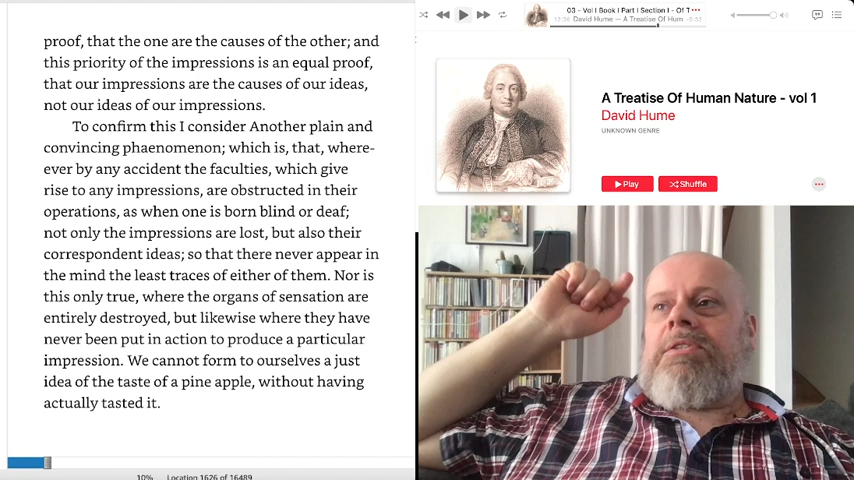 proof, that the one are the causes of the other; and
this priority of the impressions is an equal proof,
that our impressions are the causes of our ideas,
not our ideas of our impressions.
To confirm this I consider Another plain and
convincing phaenomenon; which is, that, where-
ever by any accident the faculties, which give
rise to any impressions, are obstructed in their
operations, as when one is born blind or deaf;
not only the impressions are lost, but also their
correspondent ideas; so that there never appear in
the mind the least traces of either of them. Nor is
this only true, where the organs of sensation are
entirely destroyed, but likewise where they have
never been put in action to produce a particular
impression. We cannot form to ourselves a just
idea of the taste of a pine apple, without having
actually tasted it.
10% Location 1626 of 16489
03 - Vol I Book I Part I Section I - Of T
David Hume — A Treatise Of Hum
A Treatise Of Human Nature - vol 1
David Hume
UNKNOWN GENRE
Play
Shuffle